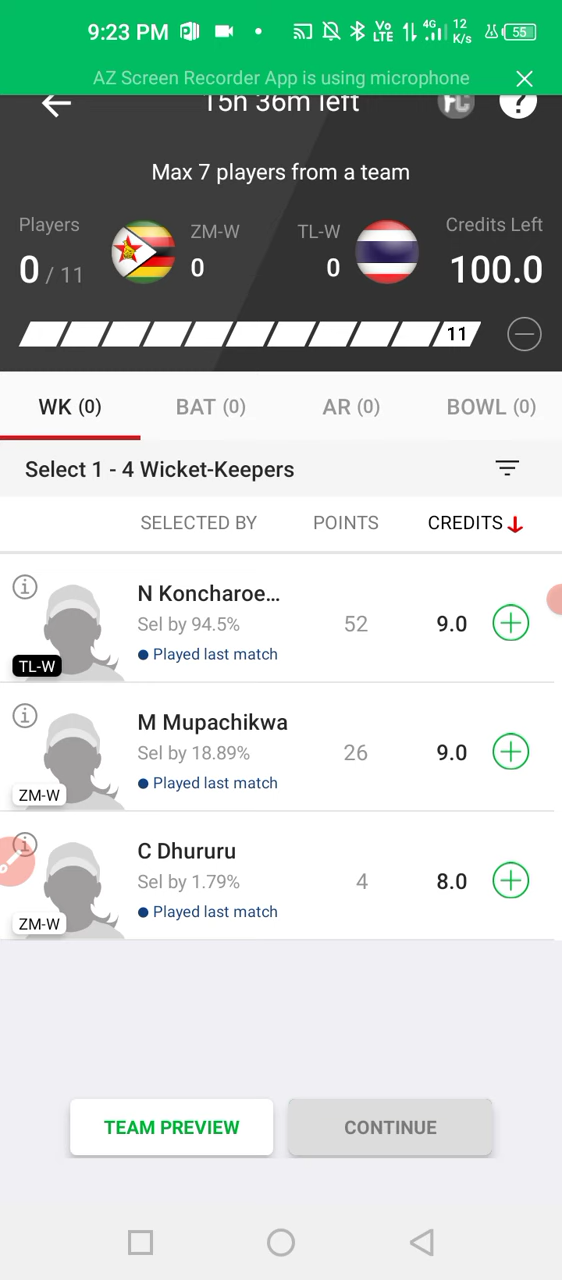 9:23 PM Vo LTE 4G 12 K/s 55
AZ Screen Recorder App is using microphone
15h 36m left FC ?
Max 7 players from a team
Players ZM-W TL-W Credits Left
0 / 11 0 0 100.0
11
WK (0) BAT (0) AR (0) BOWL (0)
Select 1 - 4 Wicket-Keepers
SELECTED BY POINTS CREDITS
N Koncharoe...
Sel by 94.5% 52 9.0
Played last match
TL-W
M Mupachikwa
Sel by 18.89% 26 9.0
Played last match
ZM-W
C Dhururu
Sel by 1.79% 4 8.0
Played last match
ZM-W
TEAM PREVIEW CONTINUE